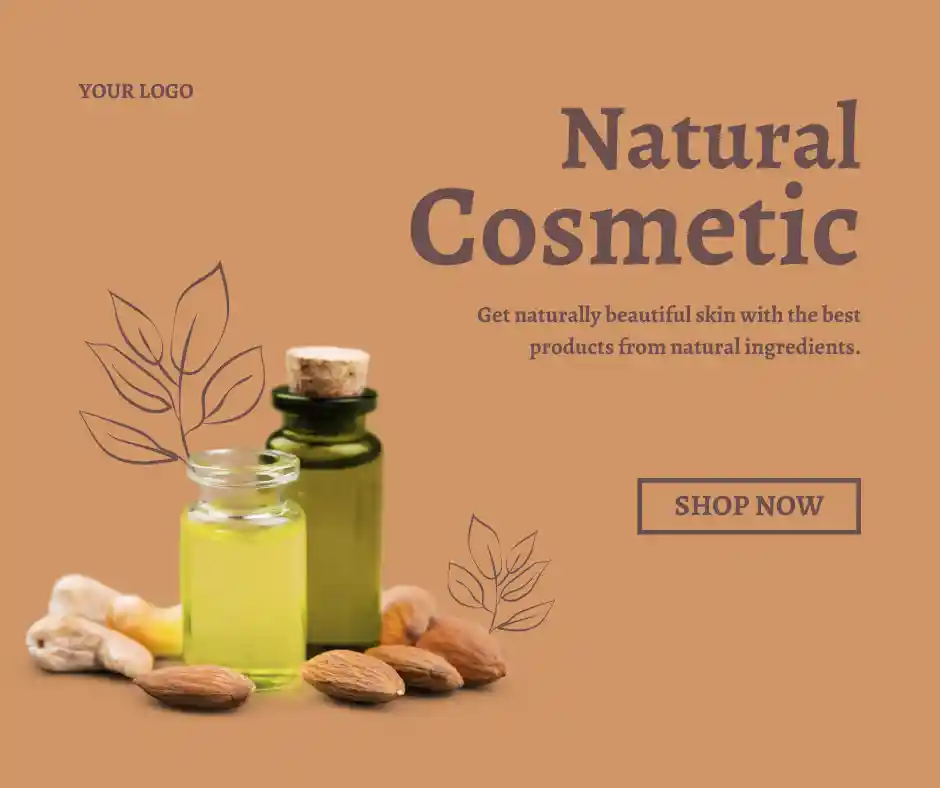 YOUR LOGO
Natural
Cosmetic
Get naturally beautiful skin with the best
products from natural ingredients.
SHOP NOW